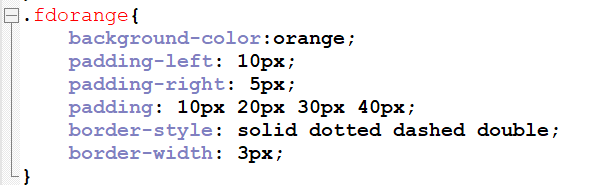 .fdorange{
background-color:orange;
padding-left: 10px;
padding-right: 5px;
padding: 10px 20px 30px 40px;
border-style: solid dotted dashed double;
border-width: 3px;
}